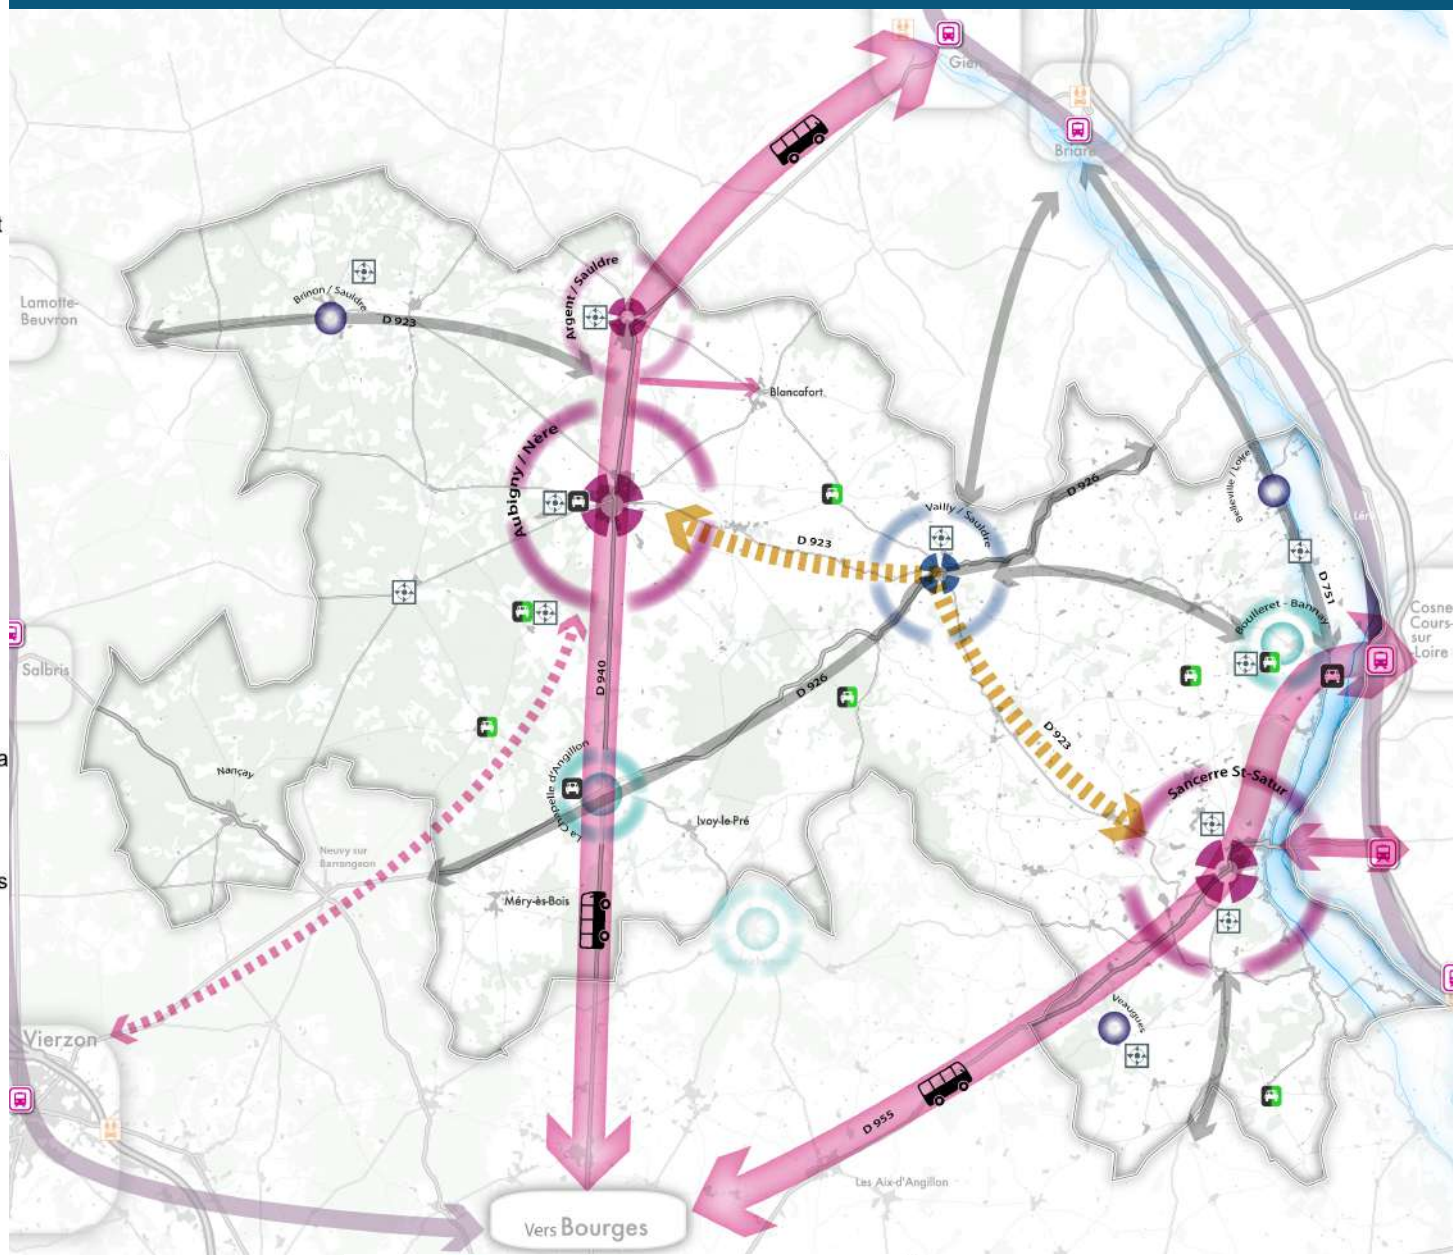 Gien
Briare
t
Lamotte-
Beuvron
Brinon / Sauldre
D 923
Argent / Sauldre
Blancafort
Aubigny / Nère
D 926
Belleville / Loire
Léré
Vailly / Sauldre
D 923
D 751
Cosne
Cours-
sur
-Loire
Boulleret - Bannay
Salbris
D 940
D 926
D 923
a
Nançay
La Chapelle d'Angillon
Sancerre St-Satur
Ivoy-le-Pré
Neuvy sur
Barrangeon
s
Méry-ès-Bois
Veaugues
Vierzon
D 955
Les Aix-d'Angillon
Vers Bourges